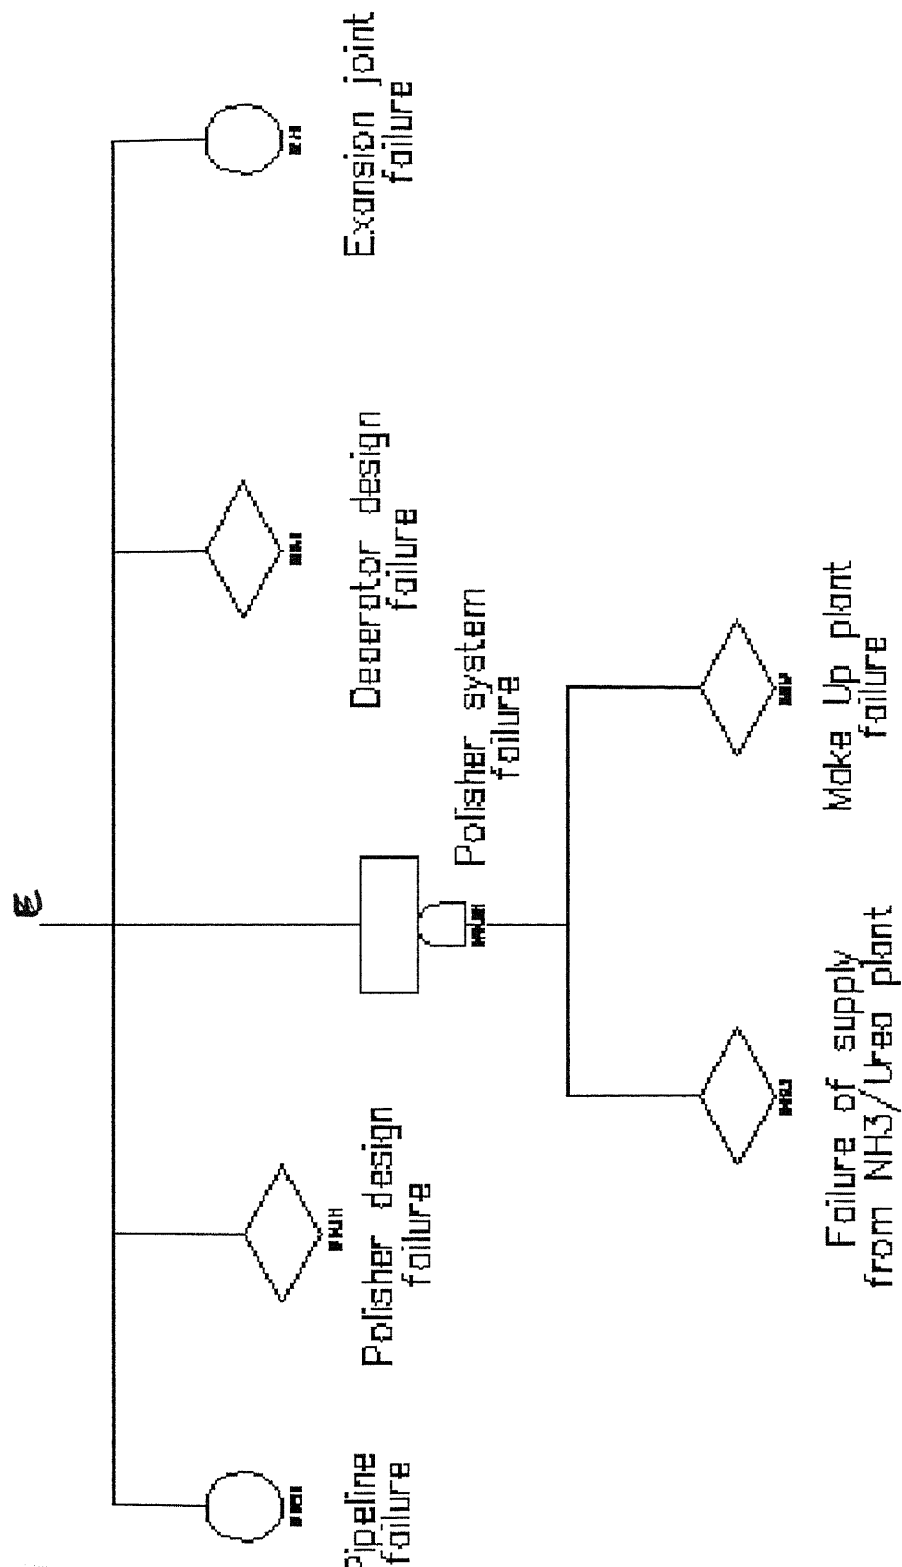 E
Pipeline
failure
Polisher design
failure
Polisher system
failure
Deaerator design
failure
Exansion joint
failure
Failure of supply
from NH3/Urea plant
Make Up plant
failure